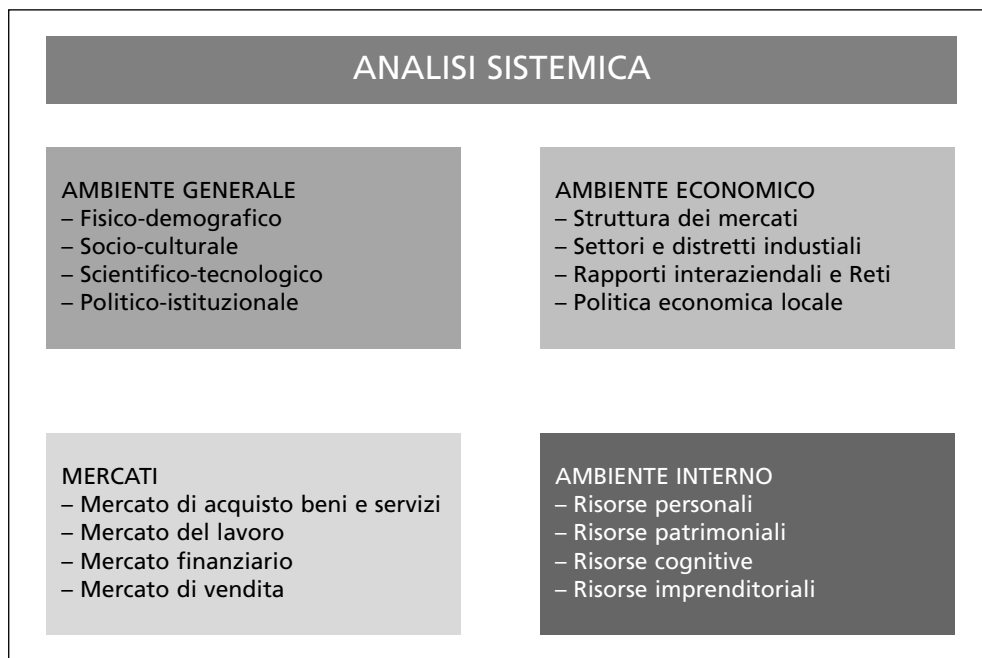 ANALISI SISTEMICA
AMBIENTE GENERALE
– Fisico-demografico
– Socio-culturale
– Scientifico-tecnologico
– Politico-istituzionale
AMBIENTE ECONOMICO
– Struttura dei mercati
– Settori e distretti industiali
– Rapporti interaziendali e Reti
– Politica economica locale
MERCATI
– Mercato di acquisto beni e servizi
– Mercato del lavoro
– Mercato finanziario
– Mercato di vendita
AMBIENTE INTERNO
– Risorse personali
– Risorse patrimoniali
– Risorse cognitive
– Risorse imprenditoriali